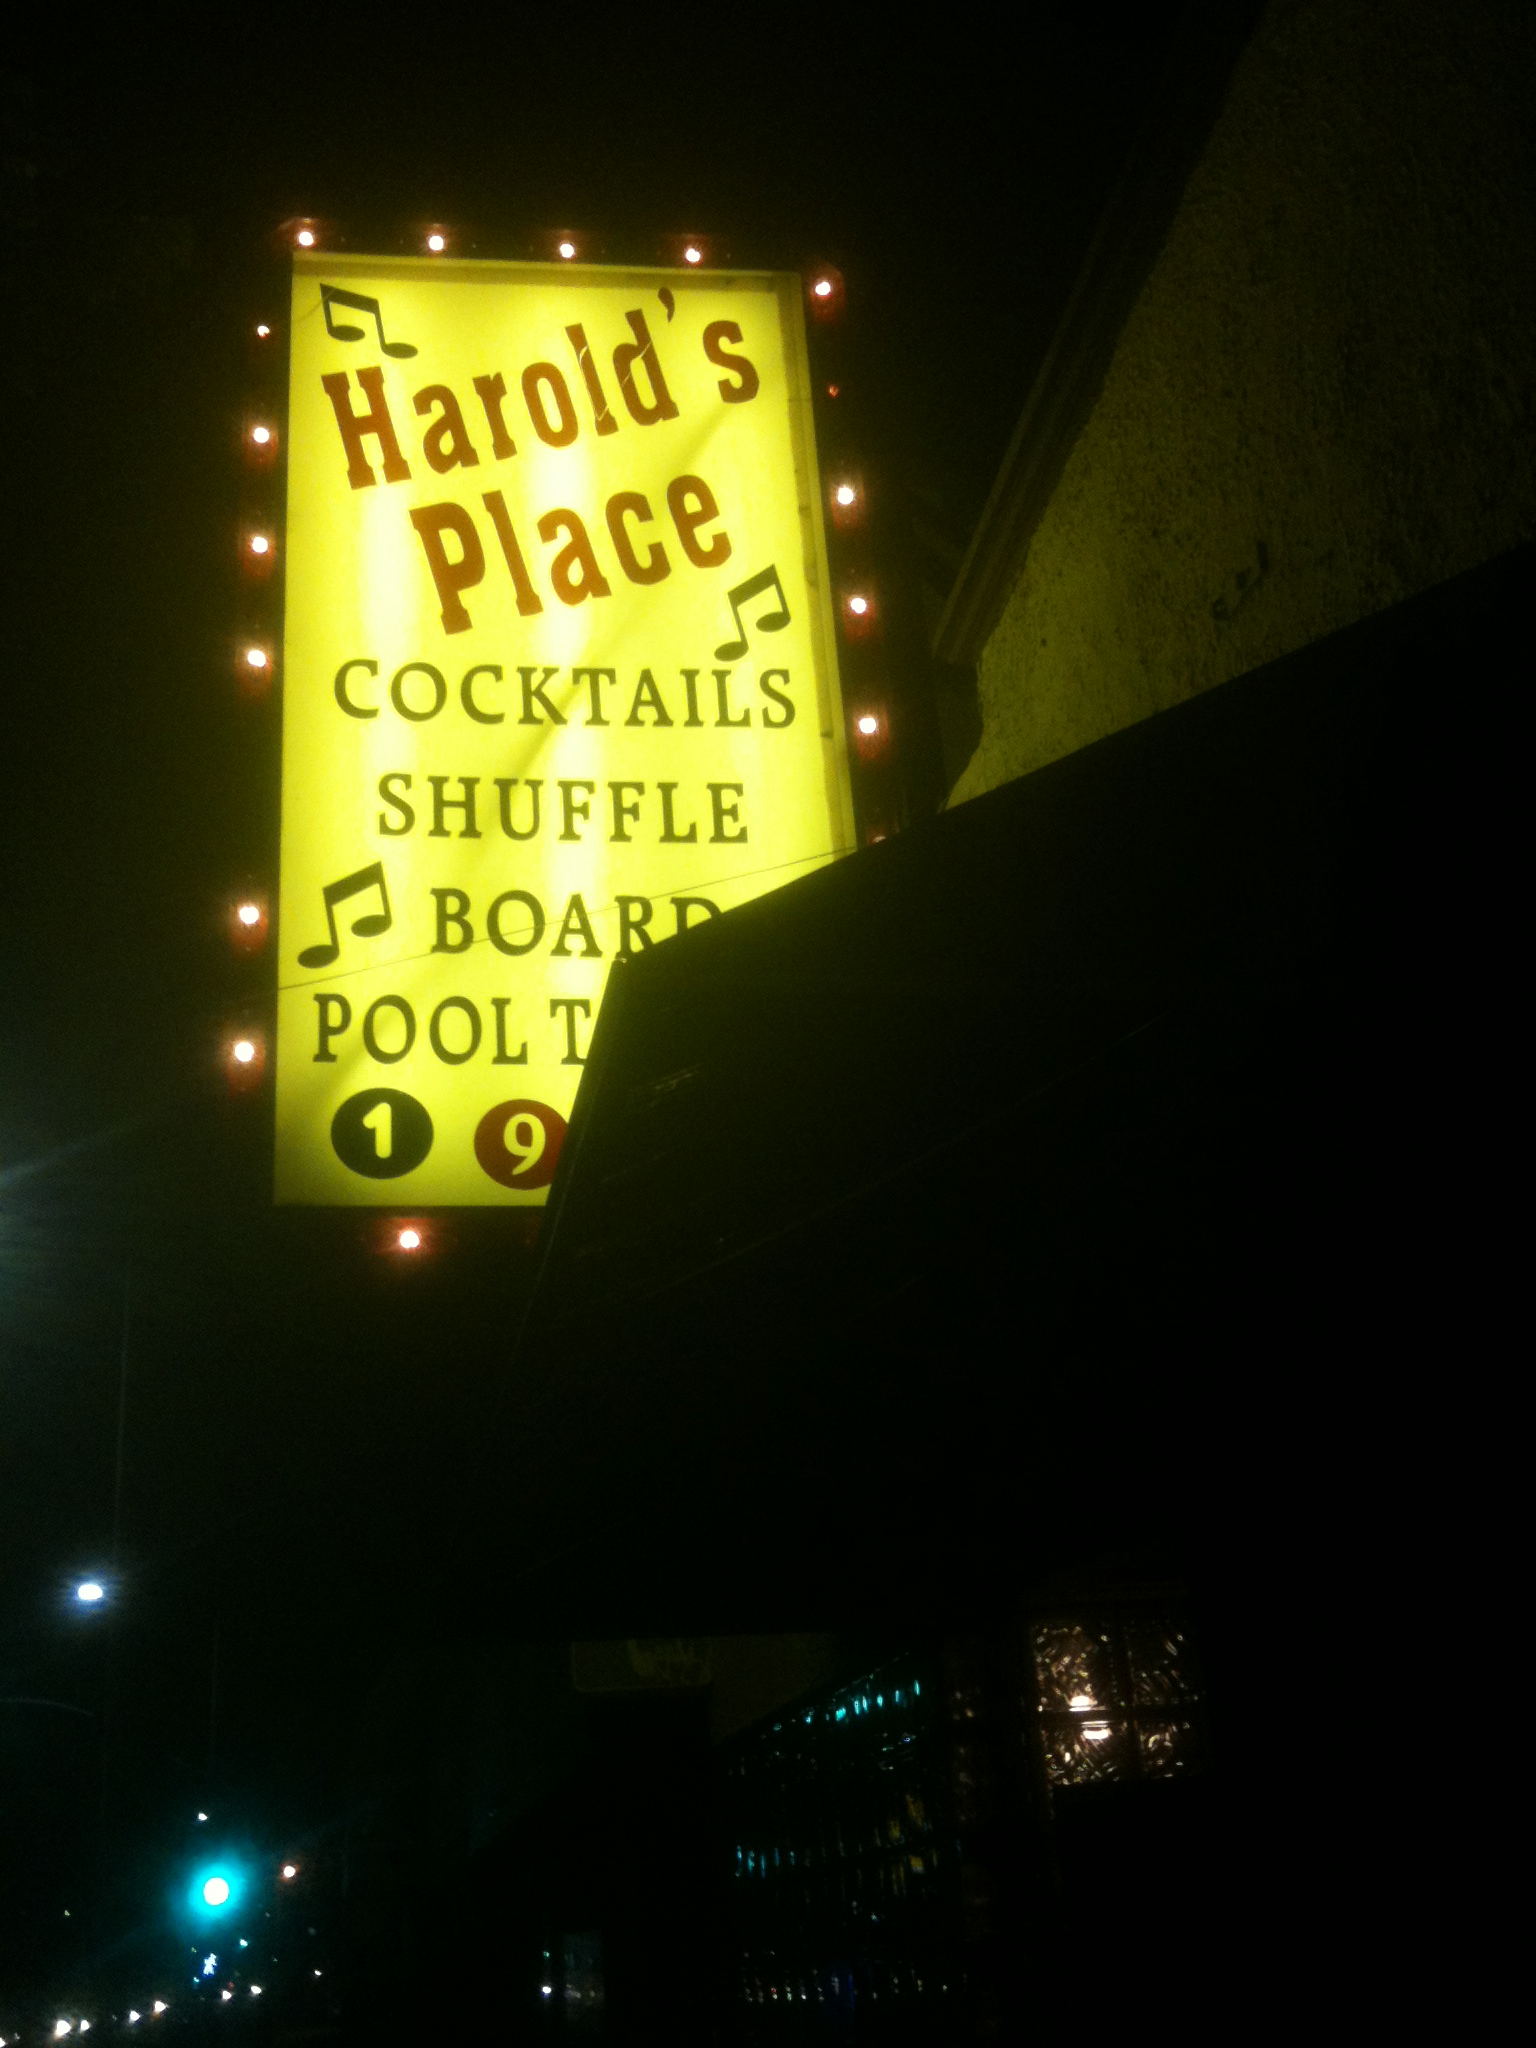 Harold's
Place
COCKTAILS
SHUFFLE
BOARD
POOL T
1 9